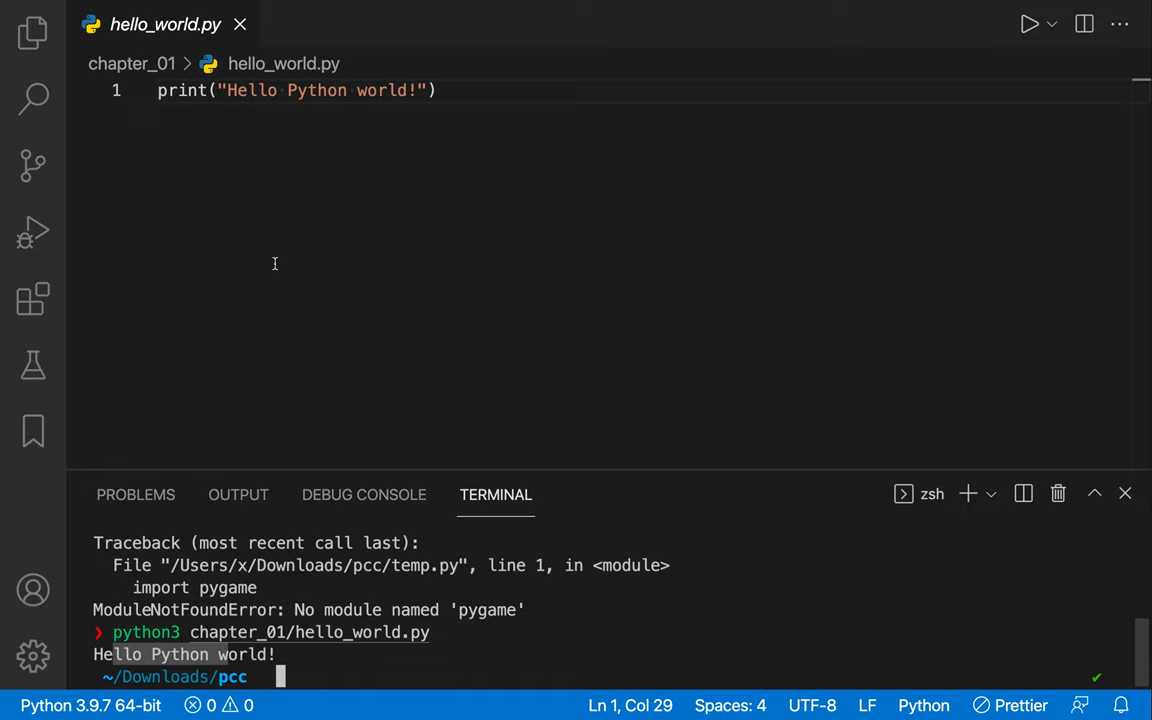 hello_world.py
chapter_01 > hello_world.py
1 print("Hello Python world!")
PROBLEMS OUTPUT DEBUG CONSOLE TERMINAL zsh
Traceback (most recent call last):
File "/Users/x/Downloads/pcc/temp.py", line 1, in <module>
import pygame
ModuleNotFoundError: No module named 'pygame'
❯ python3 chapter_01/hello_world.py
Hello Python world!
~/Downloads/pcc
Python 3.9.7 64-bit 0 0 Ln 1, Col 29 Spaces: 4 UTF-8 LF Python Prettier